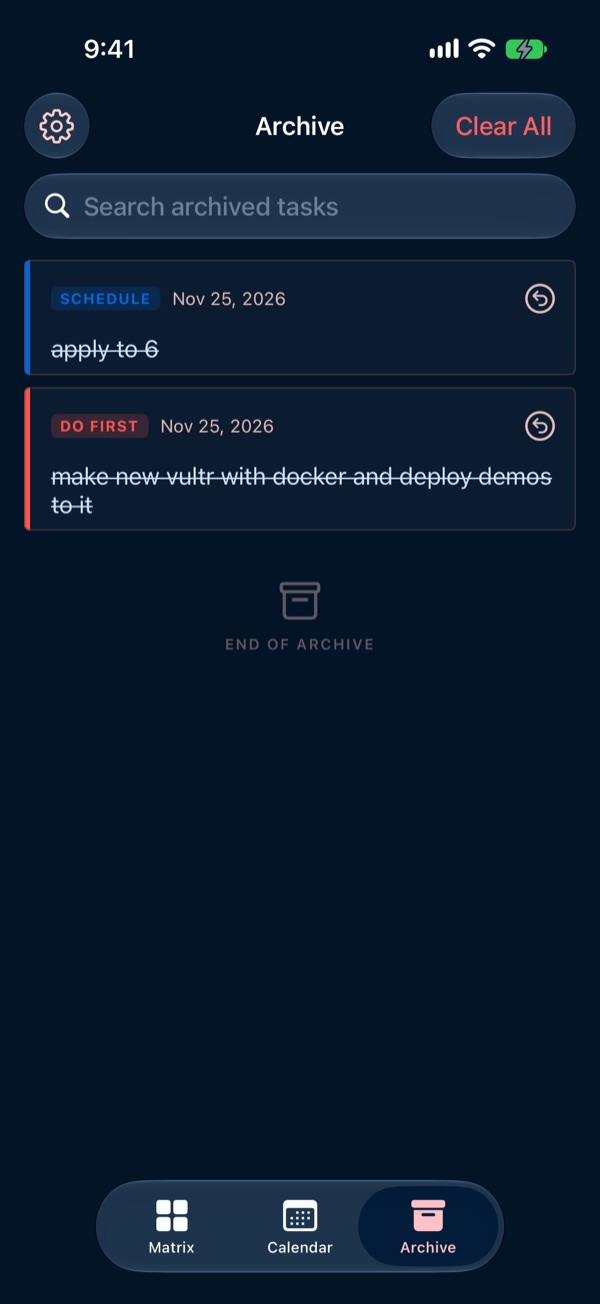 9:41
Archive
Clear All
Search archived tasks
SCHEDULE Nov 25, 2026
apply to 6
DO FIRST Nov 25, 2026
make new vultr with docker and deploy demos
to it
END OF ARCHIVE
Matrix Calendar Archive